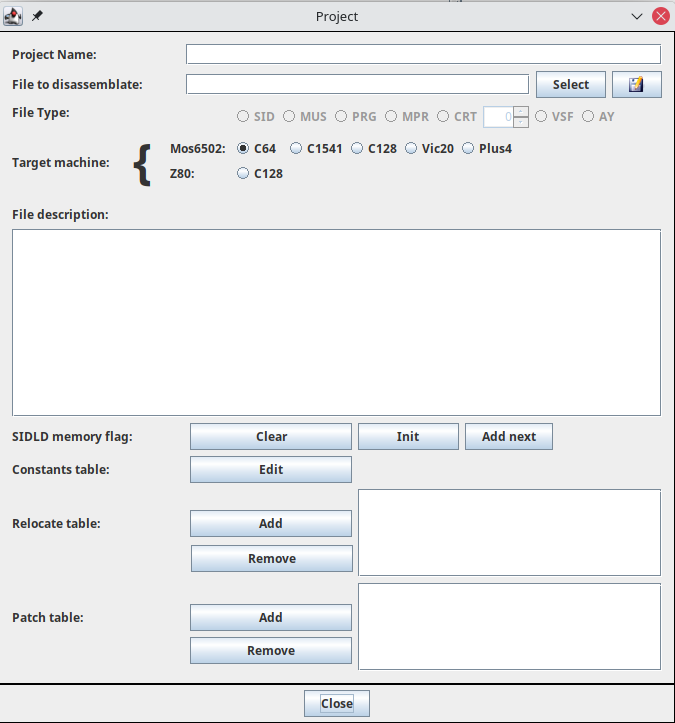 Project
Project Name:
File to disassemblate: Select
File Type: SID MUS PRG MPR CRT 0 VSF AY
Target machine: { Mos6502: C64 C1541 C128 Vic20 Plus4
Z80: C128
File description:
SIDLD memory flag: Clear Init Add next
Constants table: Edit
Relocate table: Add
Remove
Patch table: Add
Remove
Close